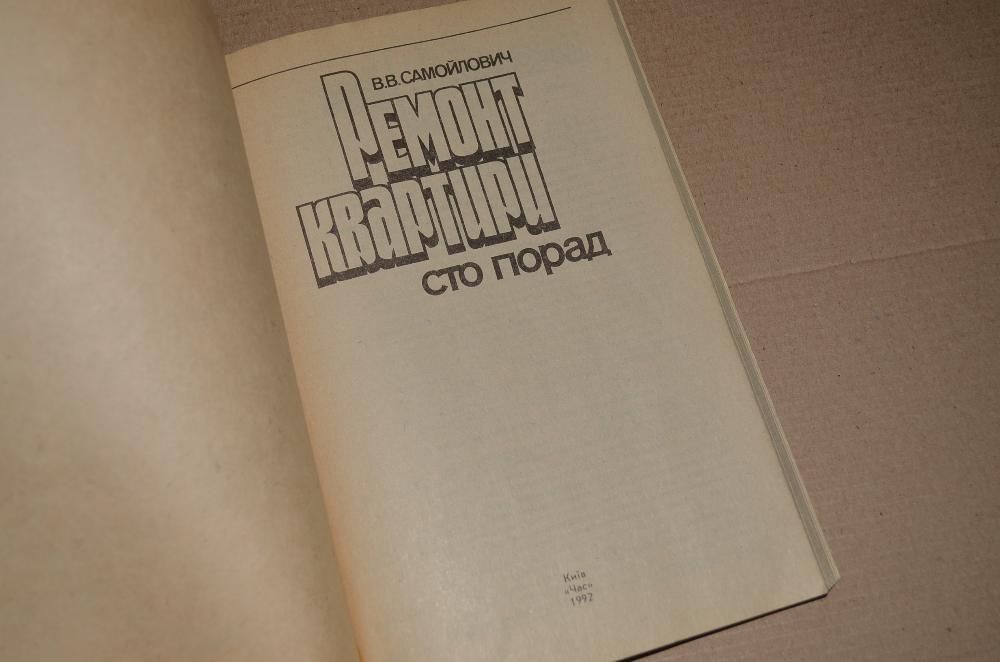 В.В.САМОЙЛОВИЧ
РЕМОНТ
КВАРТИРИ
сто порад
Київ
«Час»
1992